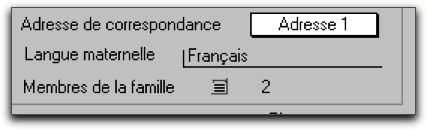 Adresse de correspondance Adresse 1
Langue maternelle Français
Membres de la famille 2